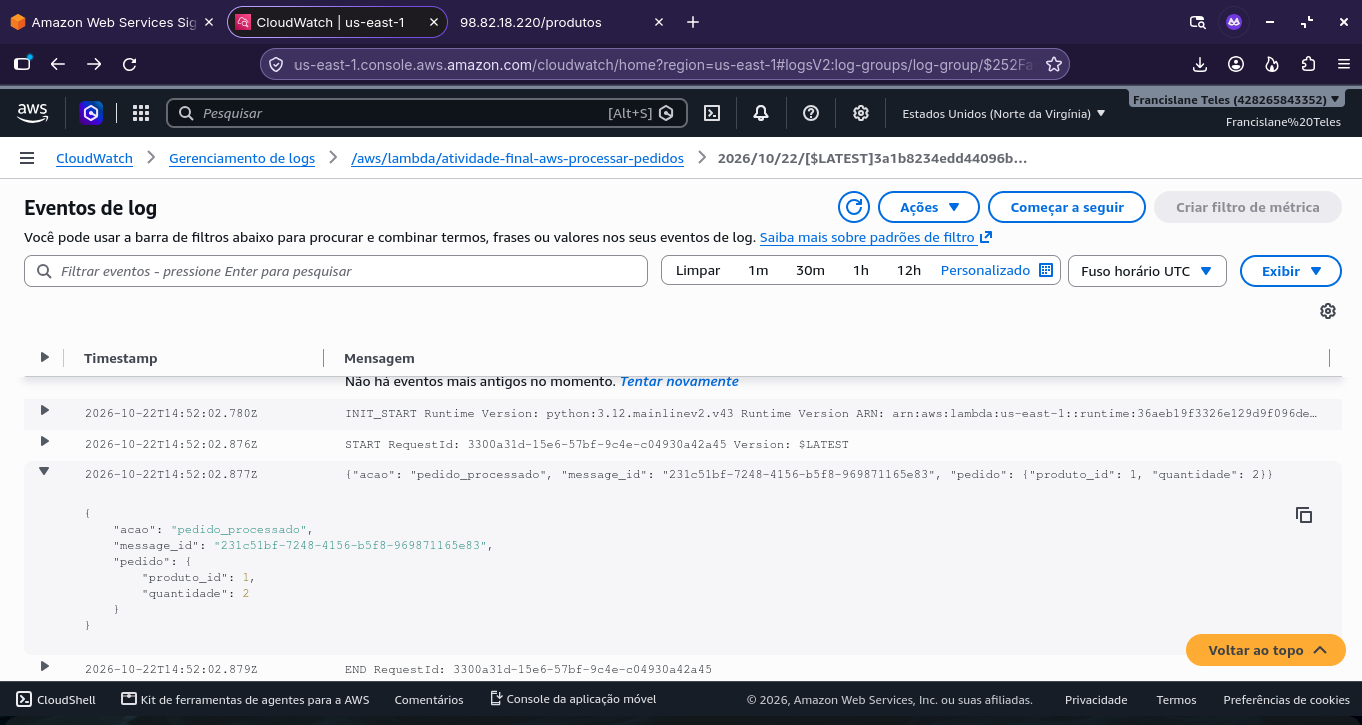 Amazon Web Services Sig
CloudWatch | us-east-1
98.82.18.220/produtos
us-east-1.console.aws.amazon.com/cloudwatch/home?region=us-east-1#logsV2:log-groups/log-group/$252Fa
aws
Pesquisar
[Alt+S]
Estados Unidos (Norte da Virgínia)
Francislane Teles (428265843352)
Francislane%20Teles
CloudWatch
Gerenciamento de logs
/aws/lambda/atividade-final-aws-processar-pedidos
2026/10/22/[$LATEST]3a1b8234edd44096b...
Eventos de log
Ações
Começar a seguir
Criar filtro de métrica
Você pode usar a barra de filtros abaixo para procurar e combinar termos, frases ou valores nos seus eventos de log. Saiba mais sobre padrões de filtro
Filtrar eventos - pressione Enter para pesquisar
Limpar
1m
30m
1h
12h
Personalizado
Fuso horário UTC
Exibir
Timestamp
Mensagem
Não há eventos mais antigos no momento. Tentar novamente
2026-10-22T14:52:02.780Z INIT_START Runtime Version: python:3.12.mainlinev2.v43 Runtime Version ARN: arn:aws:lambda:us-east-1::runtime:36aeb19f3326e129d9f096de…
2026-10-22T14:52:02.876Z START RequestId: 3300a31d-15e6-57bf-9c4e-c04930a42a45 Version: $LATEST
2026-10-22T14:52:02.877Z {"acao": "pedido_processado", "message_id": "231c51bf-7248-4156-b5f8-969871165e83", "pedido": {"produto_id": 1, "quantidade": 2}}
{
"acao": "pedido_processado",
"message_id": "231c51bf-7248-4156-b5f8-969871165e83",
"pedido": {
"produto_id": 1,
"quantidade": 2
}
}
2026-10-22T14:52:02.879Z END RequestId: 3300a31d-15e6-57bf-9c4e-c04930a42a45
Voltar ao topo
CloudShell
Kit de ferramentas de agentes para a AWS
Comentários
Console da aplicação móvel
© 2026, Amazon Web Services, Inc. ou suas afiliadas.
Privacidade
Termos
Preferências de cookies